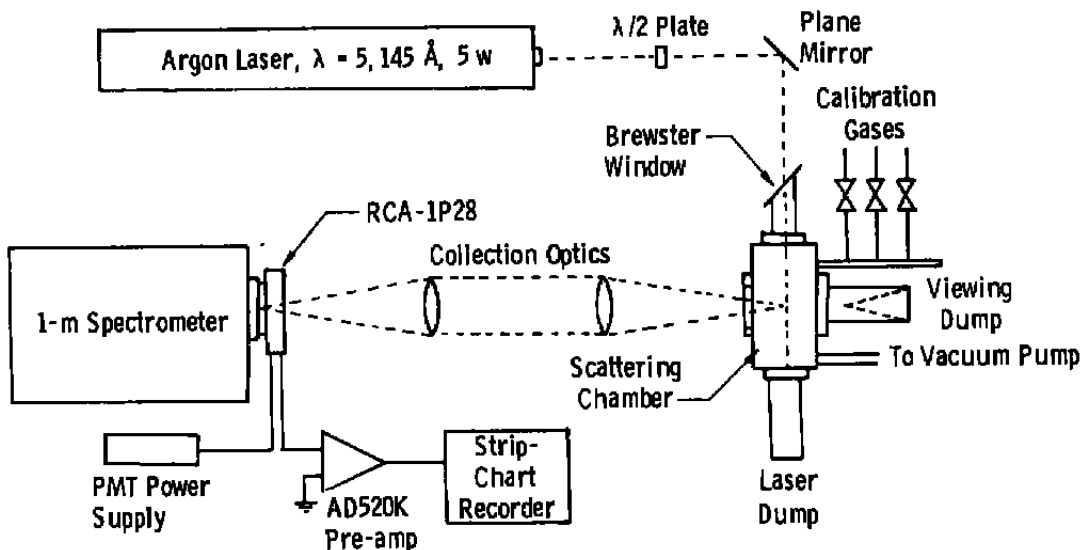 Argon Laser, λ = 5,145 Å, 5 w
λ/2 Plate
Plane
Mirror
Calibration
Gases
Brewster
Window
RCA-1P28
Collection Optics
1-m Spectrometer
Viewing
Dump
To Vacuum Pump
Scattering
Chamber
Laser
Dump
PMT Power
Supply
AD520K
Pre-amp
Strip-
Chart
Recorder